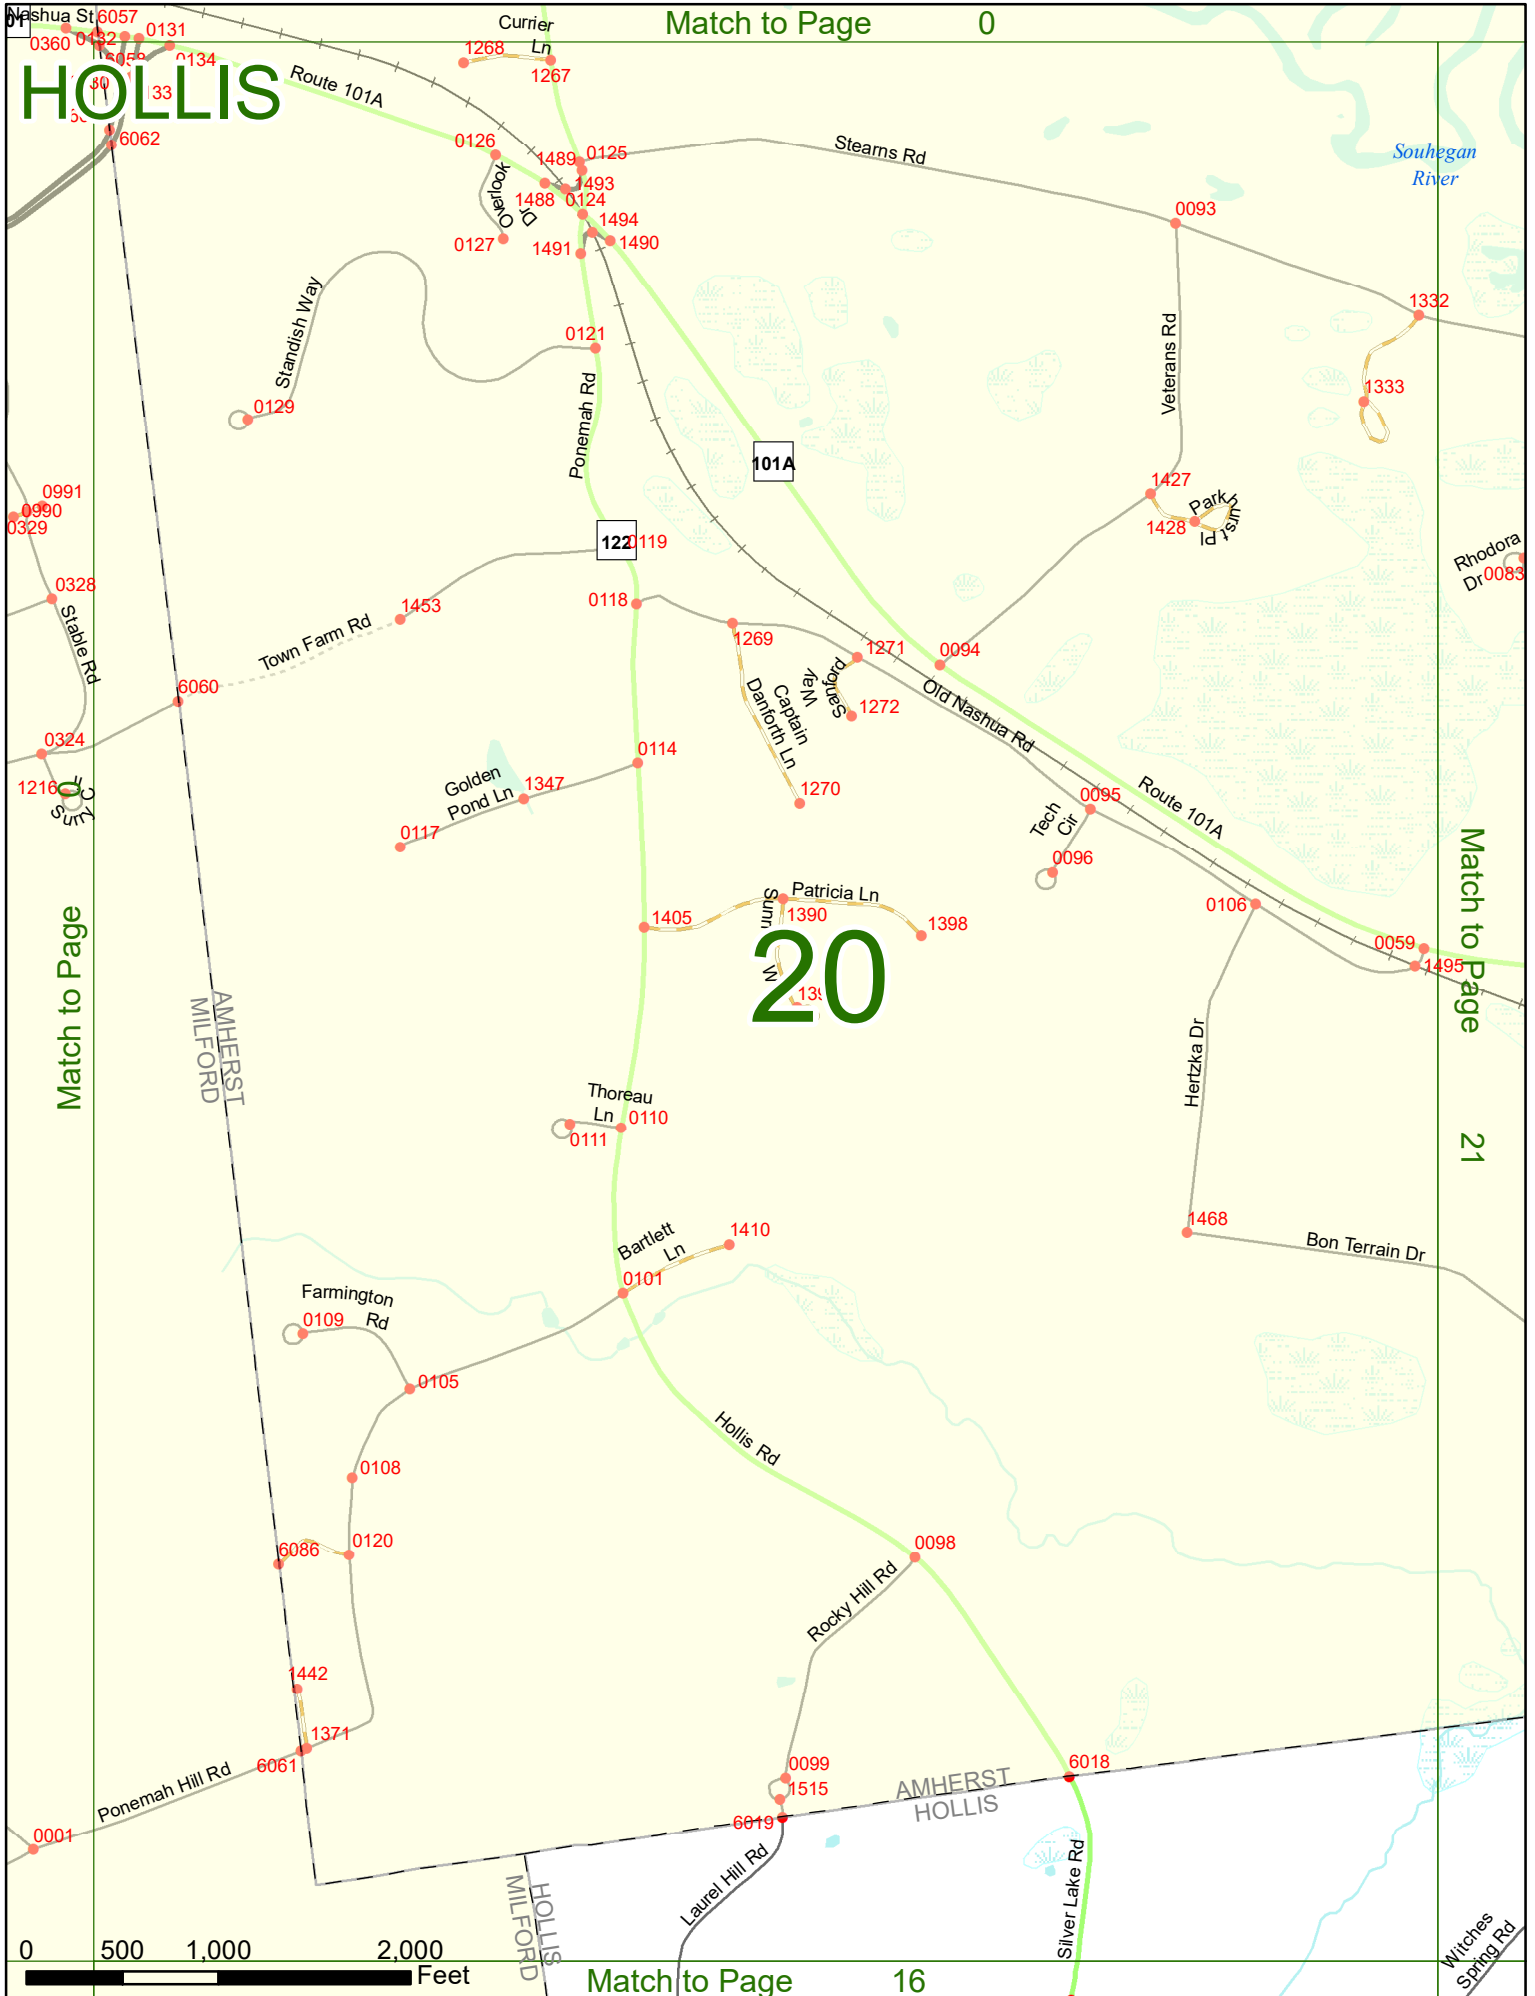 Nashua St
6057
0131
Currier
Ln
Match to Page
0
0360
0132
0134
1268
1267
HOLLIS
Route 101A
6062
0126
1489
0125
Stearns Rd
Souhegan
River
1493
1488
0124
Overlook
Dr
0127
1494
1491
1490
0093
Standish Way
0121
1332
Veterans Rd
Ponemah Rd
1333
0129
101A
0991
0990
0329
1427
Parkhurst Pl
1428
122
0119
Rhodora
Dr
0083
0328
Stable Rd
1453
Town Farm Rd
0118
1269
1271
0094
Sanford
Way
Captain
Danforth Ln
1272
Old Nashua Rd
6060
0324
0114
Golden
Pond Ln
1347
1270
0095
Route 101A
Tech
Cir
1216
0
0117
0096
Match to Page
1405
Patricia Ln
1390
1398
0106
0059
1495
Match to Page
21
20
AMHERST
MILFORD
Hertzka Dr
Thoreau
Ln
0110
0111
1468
Bon Terrain Dr
Bartlett
Ln
1410
0101
Farmington
Rd
0109
0105
Hollis Rd
0108
0120
6086
0098
Rocky Hill Rd
1442
1371
6061
Ponemah Hill Rd
0001
0099
1515
6019
6018
AMHERST
HOLLIS
Laurel Hill Rd
Silver Lake Rd
HOLLIS
MILFORD
Witches
Spring Rd
0 500 1,000 2,000
Feet
Match to Page
16